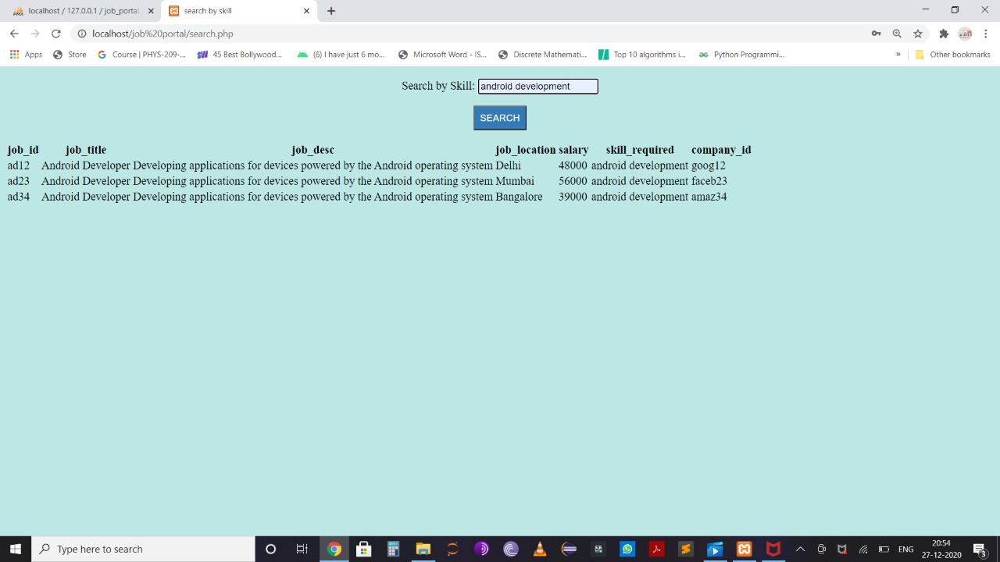 localhost / 127.0.0.1 / job_portal
search by skill
localhost/job%20portal/search.php
Apps Store Course | PHYS-209-... 45 Best Bollywood... (6) I have just 6 mo... Microsoft Word - IS... Discrete Mathemati... Top 10 algorithms i... Python Programmi... » Other bookmarks
Search by Skill: android development
SEARCH
job_id job_title job_desc job_location salary skill_required company_id
ad12 Android Developer Developing applications for devices powered by the Android operating system Delhi 48000 android development goog12
ad23 Android Developer Developing applications for devices powered by the Android operating system Mumbai 56000 android development faceb23
ad34 Android Developer Developing applications for devices powered by the Android operating system Bangalore 39000 android development amaz34
Type here to search
ENG
20:54
27-12-2020
3